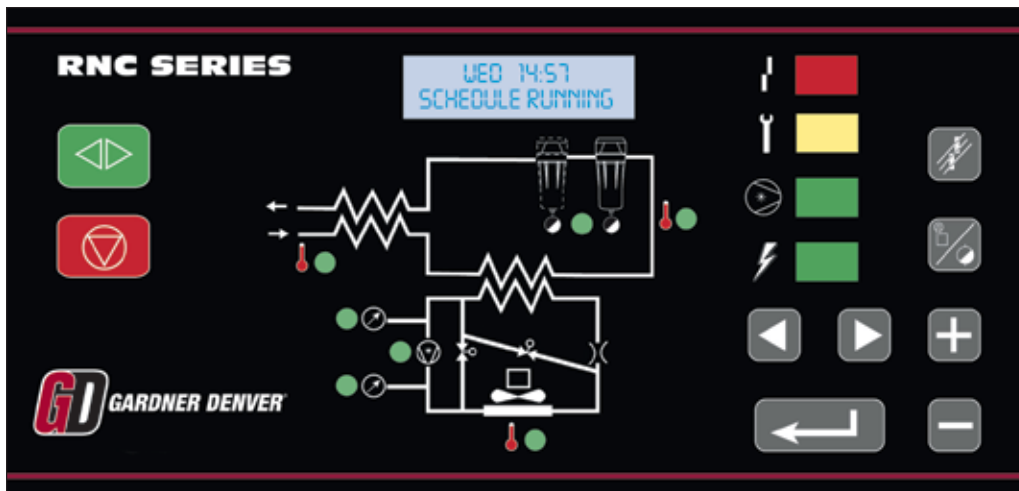 RNC SERIES
WED 14:57
SCHEDULE RUNNING
GD GARDNER DENVER